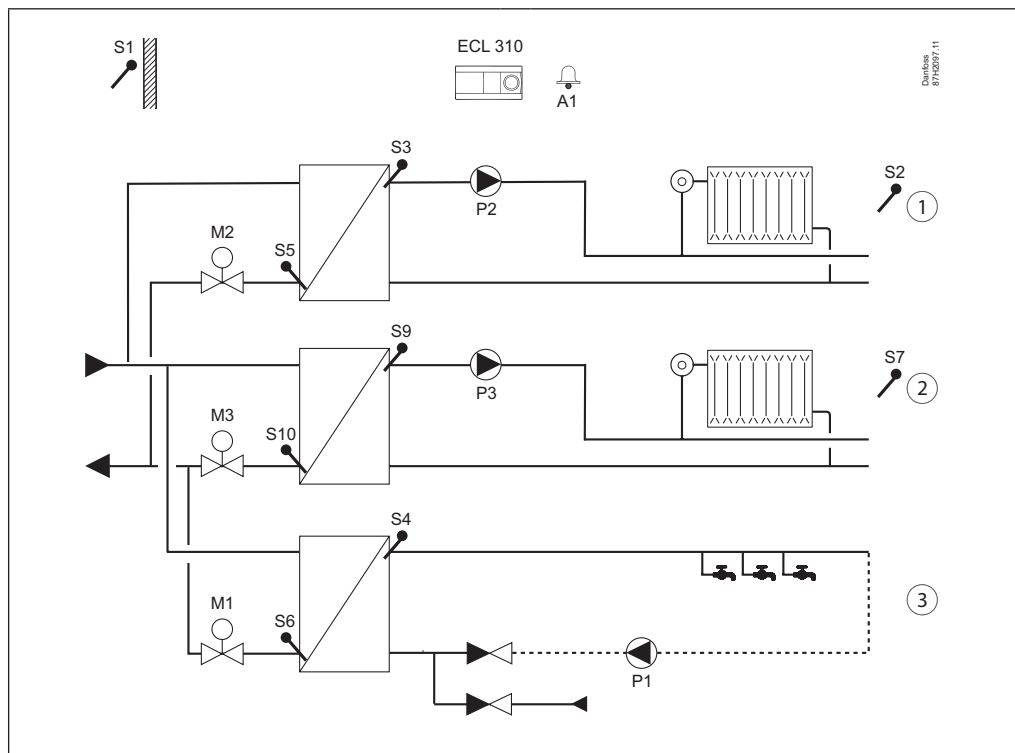 S1
ECL 310
A1
Danfoss
87H2097.11
S3
P2
S2
1
M2
S5
S9
P3
S7
2
M3
S10
S4
3
M1
S6
P1